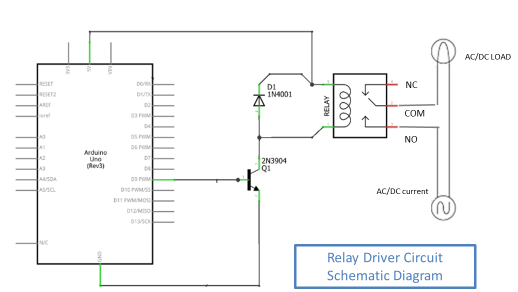 3V3
5V
VIN
RESET
RESET2
AREF
ioref
A0
A1
A2
A3
A4/SDA
A5/SCL
N/C
Arduino
Uno
(Rev3)
D0/RX
D1/TX
D2
D3 PWM
D4
D5 PWM
D6 PWM
D7
D8
D9 PWM
D10 PWM/SS
D11 PWM/MOSI
D12/MISO
D13/SCK
GND
D1
1N4001
2N3904
Q1
RELAY
NC
COM
NO
AC/DC LOAD
AC/DC current
Relay Driver Circuit
Schematic Diagram